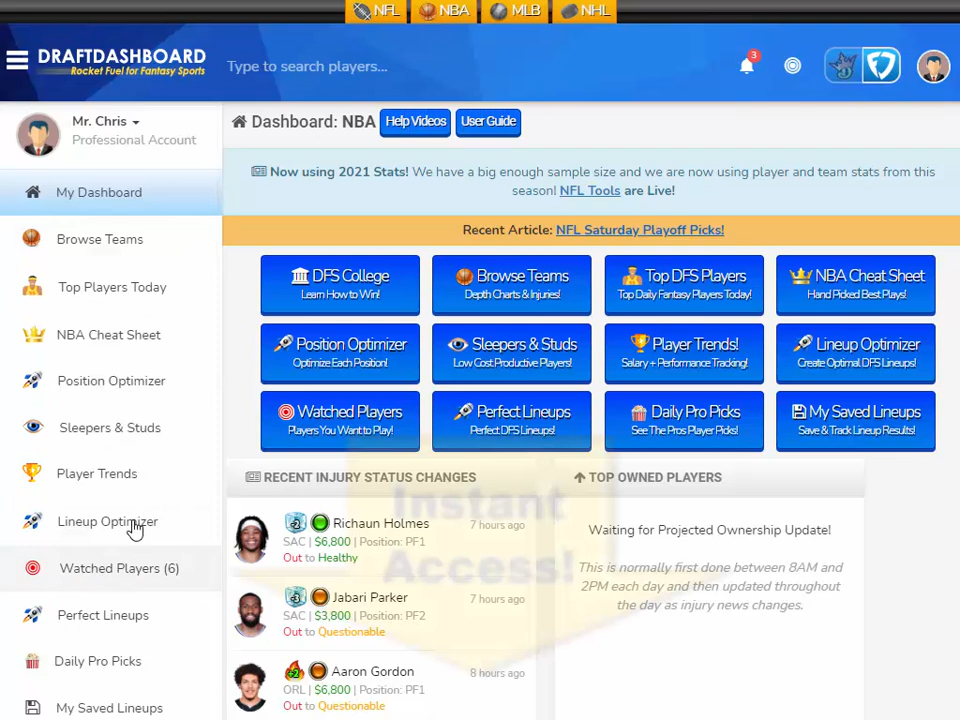 NFL NBA MLB NHL
DRAFTDASHBOARD
Rocket Fuel for Fantasy Sports
Type to search players...
3
Mr. Chris
Professional Account
My Dashboard
Browse Teams
Top Players Today
NBA Cheat Sheet
Position Optimizer
Sleepers & Studs
Player Trends
Lineup Optimizer
Watched Players (6)
Perfect Lineups
Daily Pro Picks
My Saved Lineups
Dashboard: NBA Help Videos User Guide
Now using 2021 Stats! We have a big enough sample size and we are now using player and team stats from this
season! NFL Tools are Live!
Recent Article: NFL Saturday Playoff Picks!
DFS College
Learn How to Win!
Browse Teams
Depth Charts & Injuries!
Top DFS Players
Top Daily Fantasy Players Today!
NBA Cheat Sheet
Hand Picked Best Plays!
Position Optimizer
Optimize Each Position!
Sleepers & Studs
Low Cost Productive Players!
Player Trends!
Salary + Performance Tracking!
Lineup Optimizer
Create Optimal DFS Lineups!
Watched Players
Players You Want to Play!
Perfect Lineups
Perfect DFS Lineups!
Daily Pro Picks
See The Pros Player Picks!
My Saved Lineups
Save & Track Lineup Results!
RECENT INJURY STATUS CHANGES
Richaun Holmes 7 hours ago
SAC | $6,800 | Position: PF1
Out to Healthy
Jabari Parker 7 hours ago
SAC | $3,800 | Position: PF2
Out to Questionable
Aaron Gordon 8 hours ago
ORL | $6,800 | Position: PF1
Out to Questionable
TOP OWNED PLAYERS
Waiting for Projected Ownership Update!
This is normally first done between 8AM and
2PM each day and then updated throughout
the day as injury news changes.
Instant
Access!